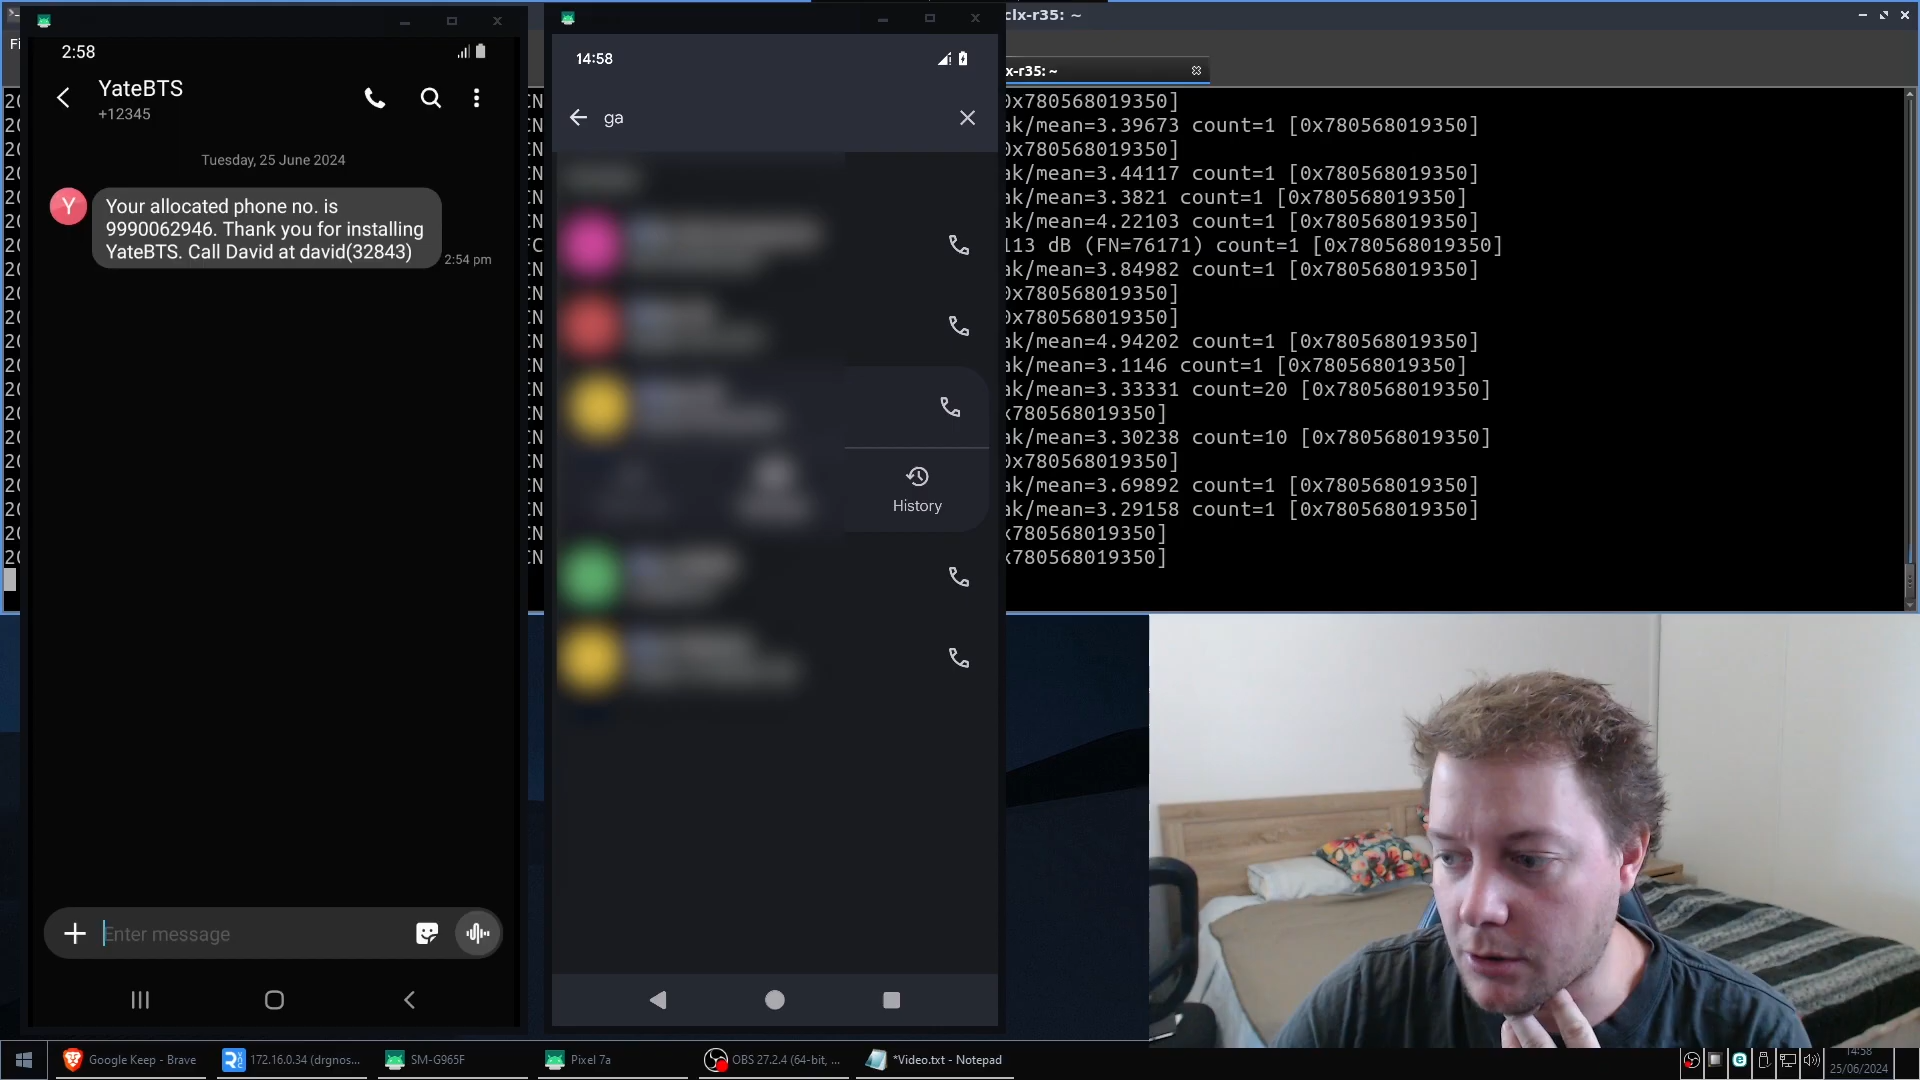 clx-r35: ~
Fi
x-r35: ~
2:58
YateBTS
+12345
Tuesday, 25 June 2024
Y
Your allocated phone no. is
9990062946. Thank you for installing
YateBTS. Call David at david(32843)
2:54 pm
Enter message
14:58
ga
History
0x780568019350]
ak/mean=3.39673 count=1 [0x780568019350]
0x780568019350]
ak/mean=3.44117 count=1 [0x780568019350]
ak/mean=3.3821 count=1 [0x780568019350]
ak/mean=4.22103 count=1 [0x780568019350]
113 dB (FN=76171) count=1 [0x780568019350]
ak/mean=3.84982 count=1 [0x780568019350]
0x780568019350]
0x780568019350]
ak/mean=4.94202 count=1 [0x780568019350]
ak/mean=3.1146 count=1 [0x780568019350]
ak/mean=3.33331 count=20 [0x780568019350]
x780568019350]
ak/mean=3.30238 count=10 [0x780568019350]
0x780568019350]
ak/mean=3.69892 count=1 [0x780568019350]
ak/mean=3.29158 count=1 [0x780568019350]
x780568019350]
x780568019350]
Google Keep - Brave
172.16.0.34 (drgnos...
SM-G965F
Pixel 7a
OBS 27.2.4 (64-bit, ...
*Video.txt - Notepad
14:58
25/06/2024